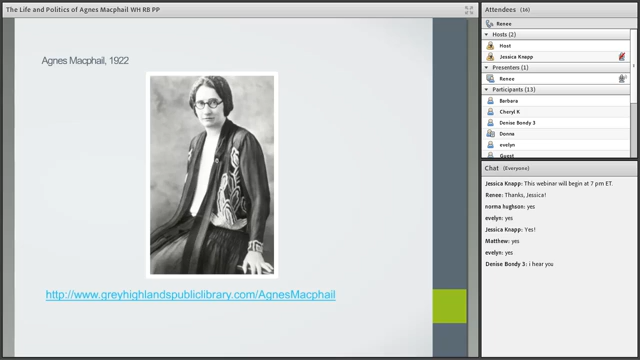 The Life and Politics of Agnes Macphail WH RB PP
Agnes Macphail, 1922
http://www.greyhighlandspubliclibrary.com/AgnesMacphail
Attendees (16)
Renee
Hosts (2)
Host
Jessica Knapp
Presenters (1)
Renee
Participants (13)
Barbara
Cheryl K
Denise Bondy 3
Donna
evelyn
Guest
Chat (Everyone)
Jessica Knapp: This webinar will begin at 7 pm ET.
Renee: Thanks, Jessica!
norma hughson: yes
evelyn: yes
Jessica Knapp: Yes!
Matthew: yes
evelyn: yes
Denise Bondy 3: i hear you